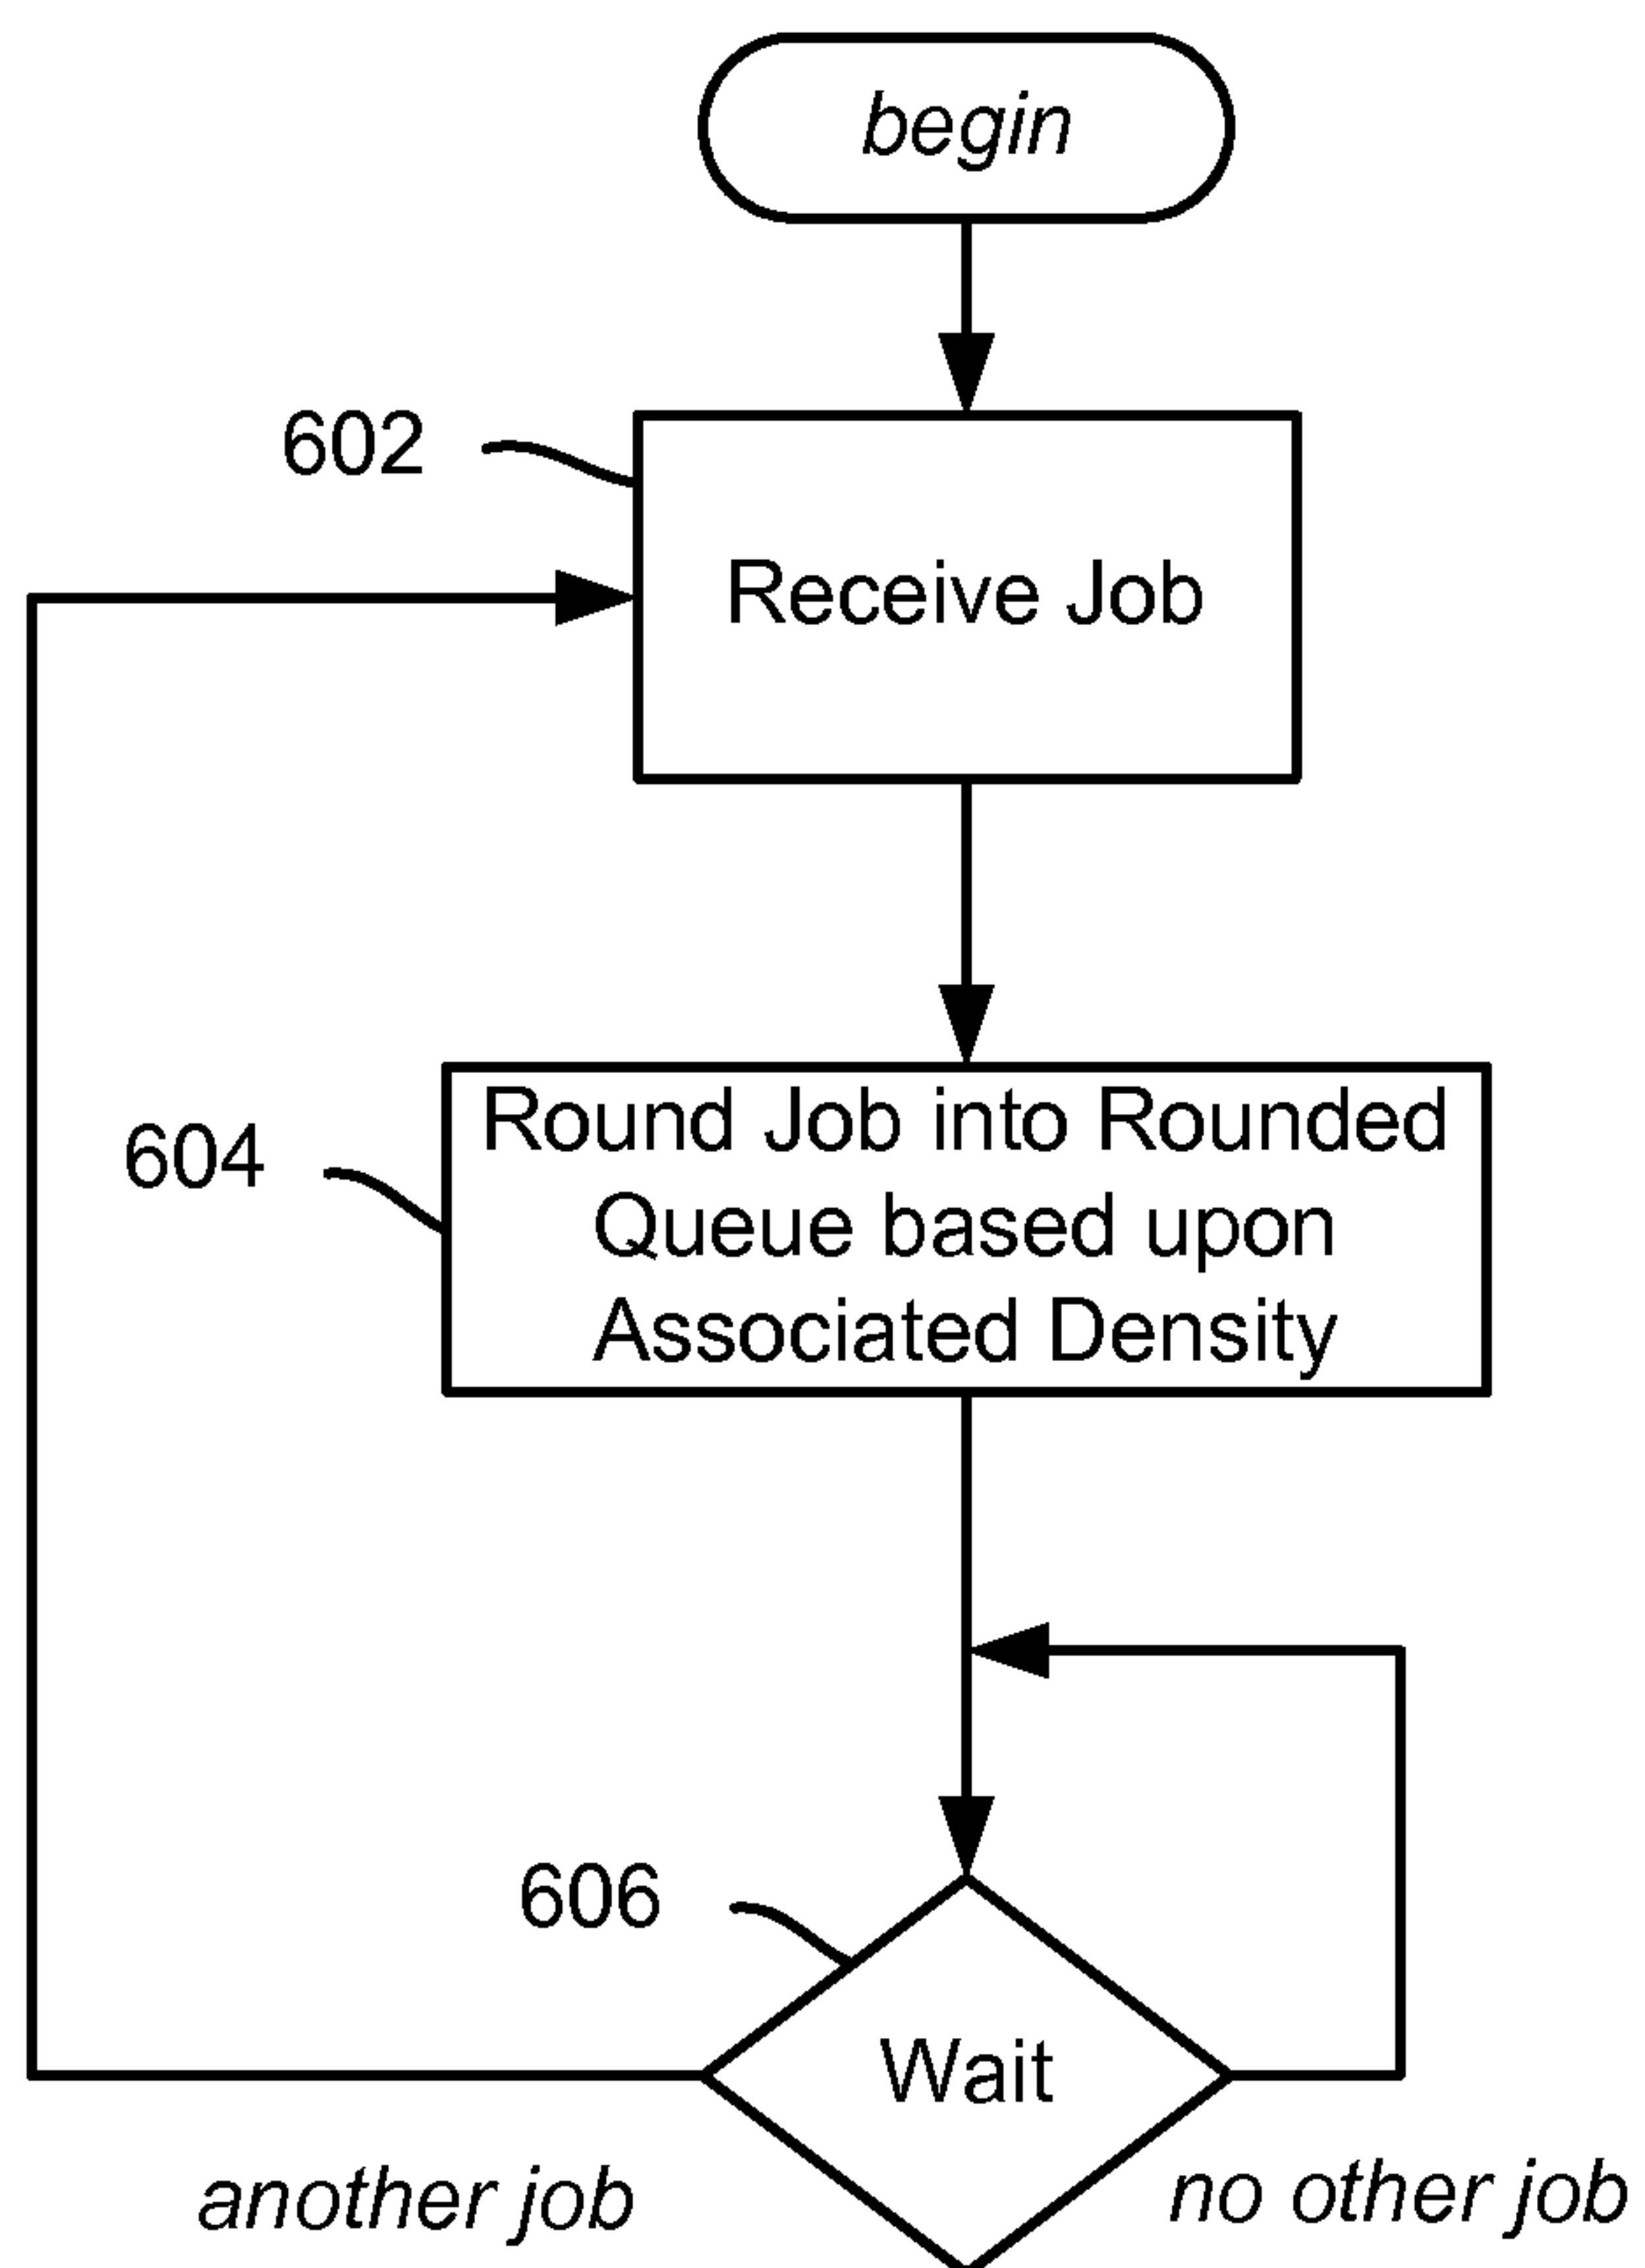 begin
602
Receive Job
604
Round Job into Rounded
Queue based upon
Associated Density
606
Wait
another job
no other job